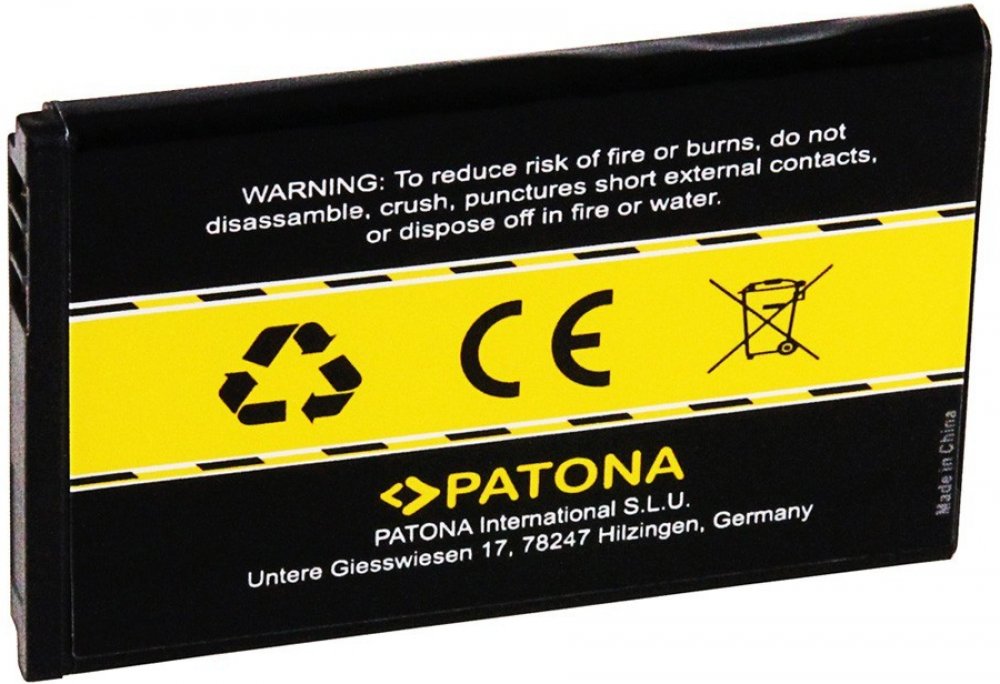 WARNING: To reduce risk of fire or burns, do not
disassamble, crush, punctures short external contacts,
or dispose off in fire or water.
CE
PATONA
PATONA International S.L.U.
Untere Giesswiesen 17, 78247 Hilzingen, Germany
Made in China